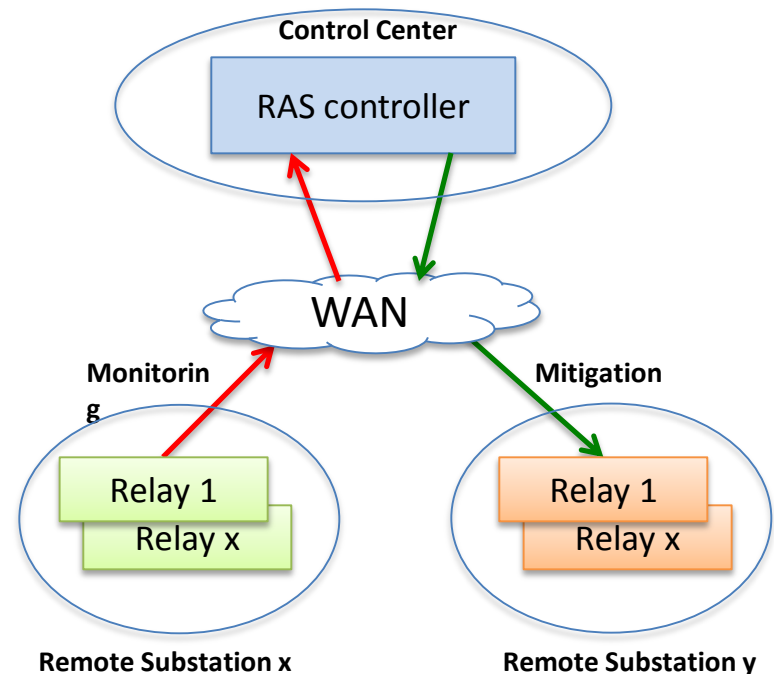 Control Center
RAS controller
WAN
Monitorin
g
Mitigation
Relay 1
Relay x
Relay 1
Relay x
Remote Substation x
Remote Substation y